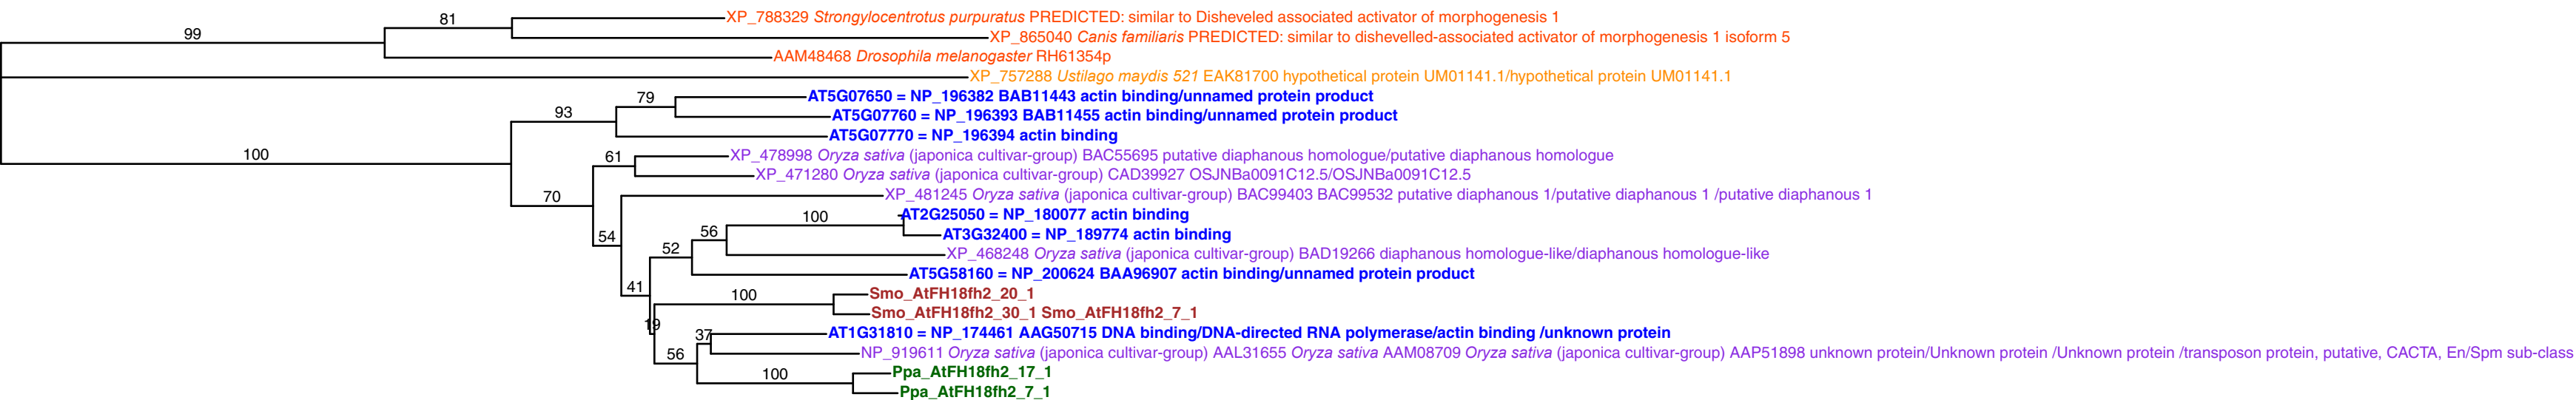 81
XP_788329 Strongylocentrotus purpuratus PREDICTED: similar to Disheveled associated activator of morphogenesis 1
99
XP_865040 Canis familiaris PREDICTED: similar to dishevelled-associated activator of morphogenesis 1 isoform 5
AAM48468 Drosophila melanogaster RH61354p
XP_757288 Ustilago maydis 521 EAK81700 hypothetical protein UM01141.1/hypothetical protein UM01141.1
79
AT5G07650 = NP_196382 BAB11443 actin binding/unnamed protein product
93
AT5G07760 = NP_196393 BAB11455 actin binding/unnamed protein product
AT5G07770 = NP_196394 actin binding
100
61
XP_478998 Oryza sativa (japonica cultivar-group) BAC55695 putative diaphanous homologue/putative diaphanous homologue
XP_471280 Oryza sativa (japonica cultivar-group) CAD39927 OSJNBa0091C12.5/OSJNBa0091C12.5
70
XP_481245 Oryza sativa (japonica cultivar-group) BAC99403 BAC99532 putative diaphanous 1/putative diaphanous 1 /putative diaphanous 1
100
AT2G25050 = NP_180077 actin binding
54
56
AT3G32400 = NP_189774 actin binding
52
XP_468248 Oryza sativa (japonica cultivar-group) BAD19266 diaphanous homologue-like/diaphanous homologue-like
AT5G58160 = NP_200624 BAA96907 actin binding/unnamed protein product
41
100
Smo_AtFH18fh2_20_1
Smo_AtFH18fh2_30_1 Smo_AtFH18fh2_7_1
19
37
AT1G31810 = NP_174461 AAG50715 DNA binding/DNA-directed RNA polymerase/actin binding /unknown protein
56
NP_919611 Oryza sativa (japonica cultivar-group) AAL31655 Oryza sativa AAM08709 Oryza sativa (japonica cultivar-group) AAP51898 unknown protein/Unknown protein /Unknown protein /transposon protein, putative, CACTA, En/Spm sub-class
100
Ppa_AtFH18fh2_17_1
Ppa_AtFH18fh2_7_1